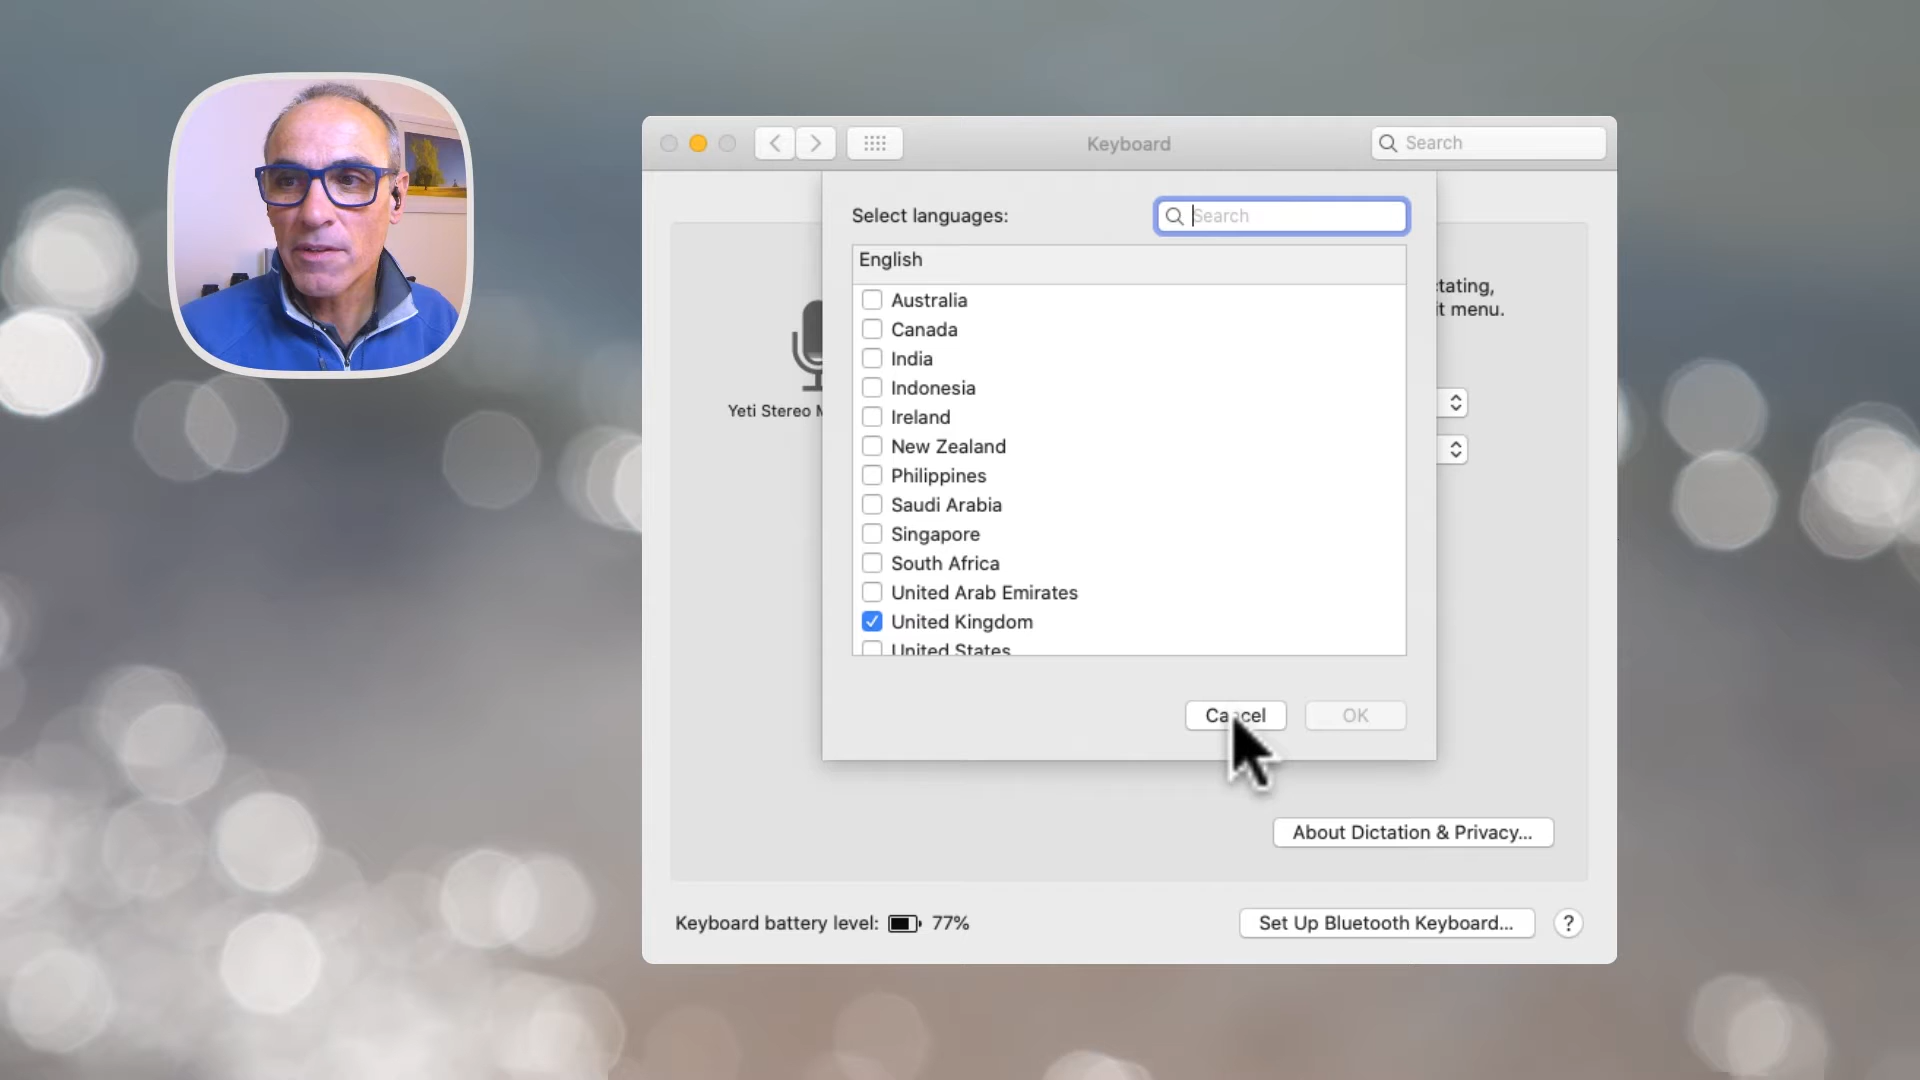 Keyboard
Search
Select languages:
Search
English
Australia
Canada
India
Indonesia
Ireland
New Zealand
Philippines
Saudi Arabia
Singapore
South Africa
United Arab Emirates
United Kingdom
United States
tating,
it menu.
Yeti Stereo M
Cancel
OK
About Dictation & Privacy...
Keyboard battery level: 77%
Set Up Bluetooth Keyboard...
?